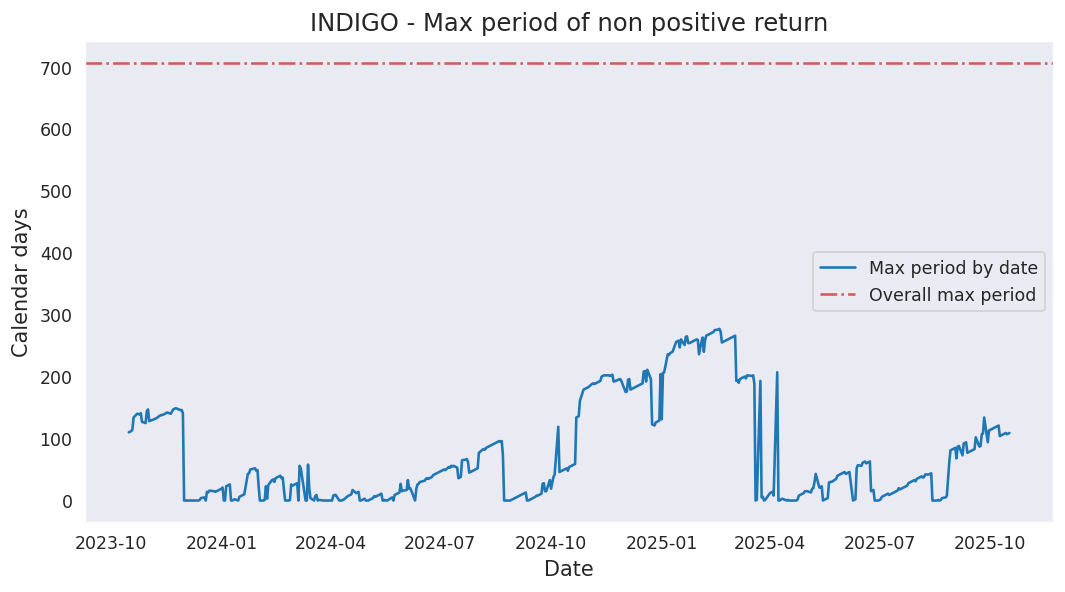 INDIGO - Max period of non positive return
Calendar days
700
600
500
400
300
200
100
0
Max period by date
Overall max period
2023-10 2024-01 2024-04 2024-07 2024-10 2025-01 2025-04 2025-07 2025-10
Date